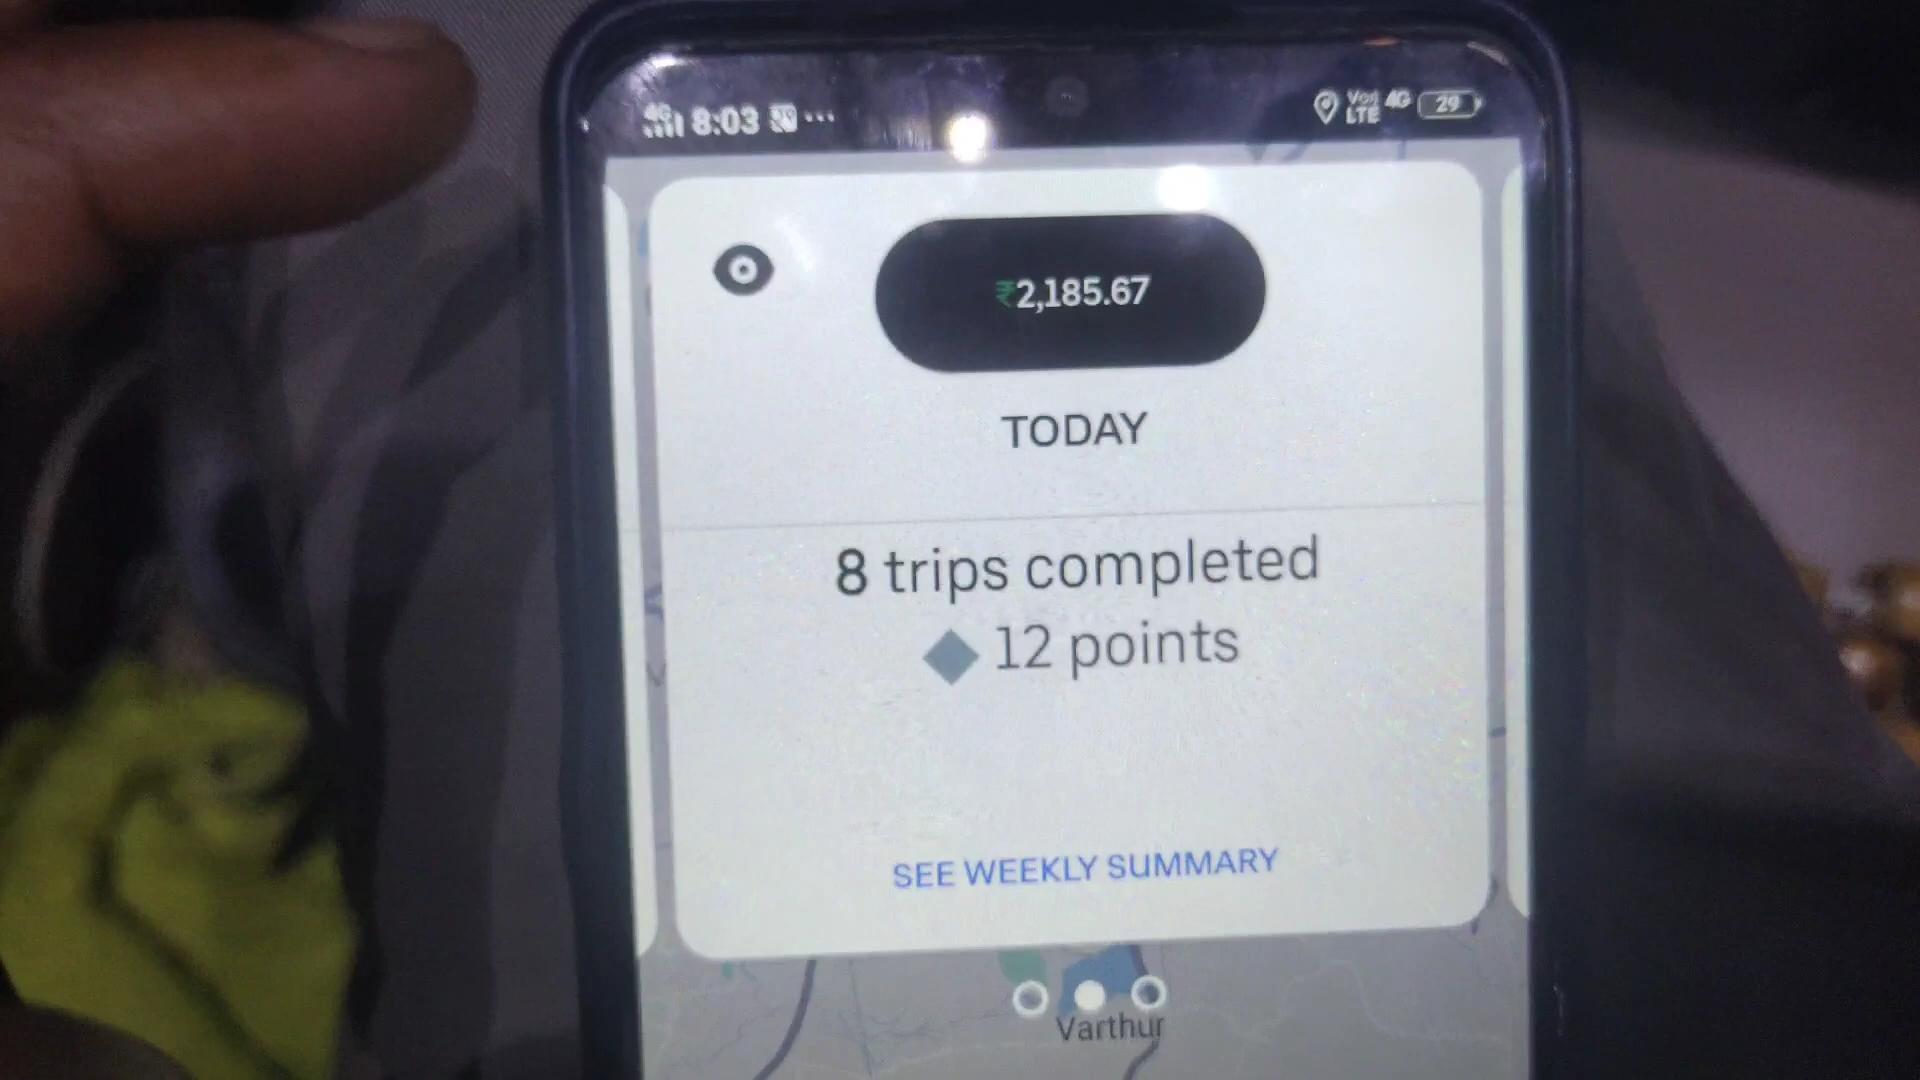 4G 8:03 ... Vo) LTE 4G 29
₹2,185.67
TODAY
8 trips completed
12 points
SEE WEEKLY SUMMARY
Varthur